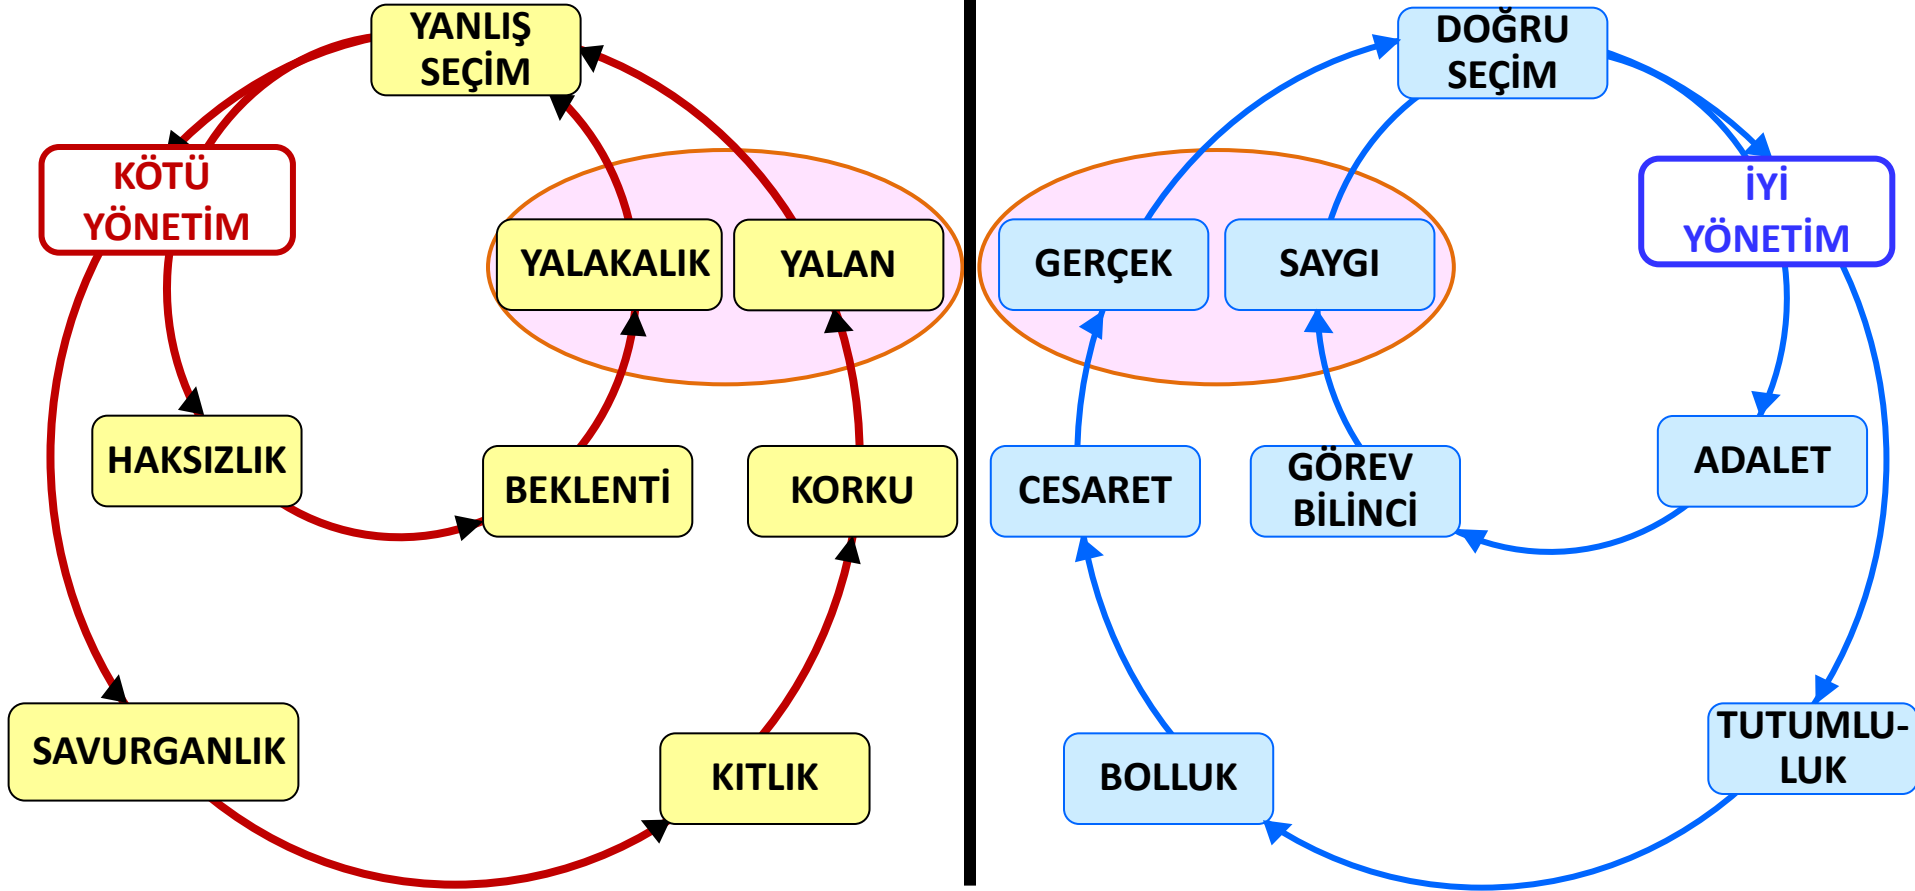 YANLIŞ
SEÇİM
KÖTÜ
YÖNETİM
YALAKALIK
YALAN
HAKSIZLIK
BEKLENTİ
KORKU
SAVURGANLIK
KITLIK
DOĞRU
SEÇİM
İYİ
YÖNETİM
GERÇEK
SAYGI
CESARET
GÖREV
BİLİNCİ
ADALET
BOLLUK
TUTUMLU-
LUK